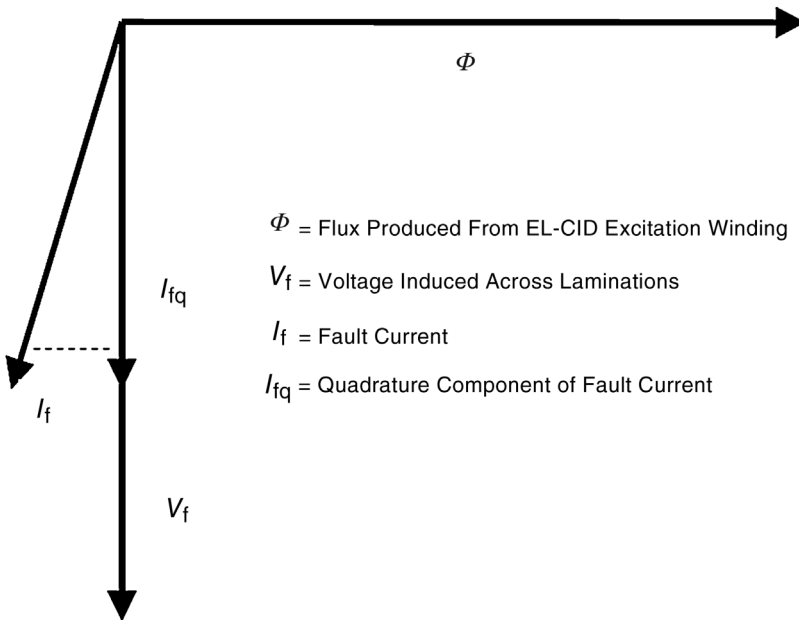 Φ
Φ = Flux Produced From EL-CID Excitation Winding
Vf = Voltage Induced Across Laminations
Ifq
If = Fault Current
Ifq = Quadrature Component of Fault Current
If
Vf